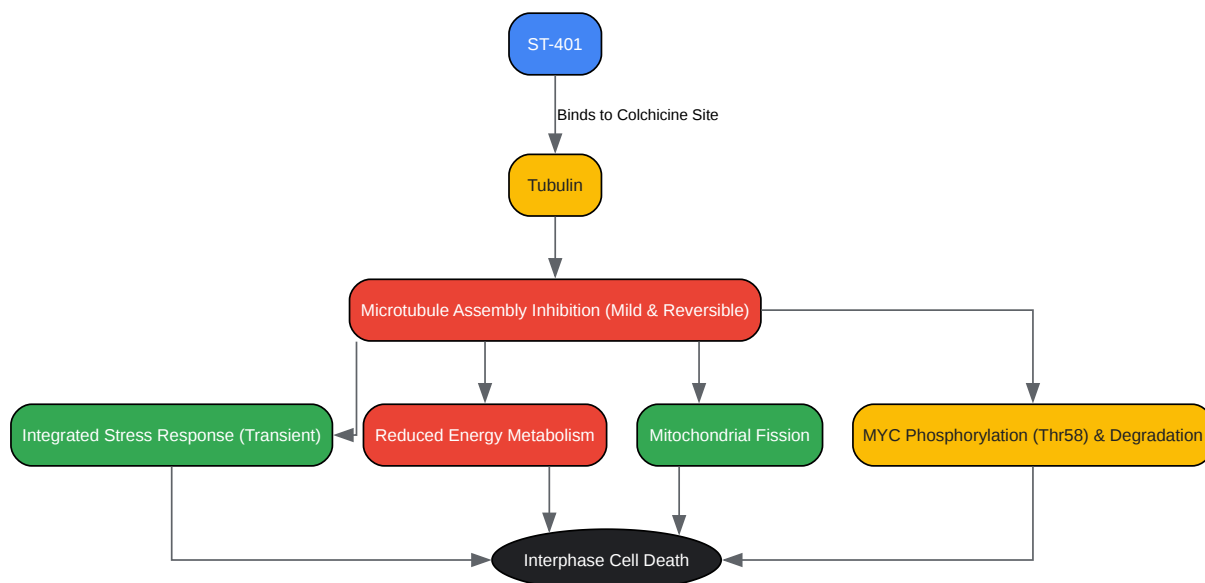 ST-401
Binds to Colchicine Site
Tubulin
Microtubule Assembly Inhibition (Mild & Reversible)
Integrated Stress Response (Transient)
Reduced Energy Metabolism
Mitochondrial Fission
MYC Phosphorylation (Thr58) & Degradation
Interphase Cell Death